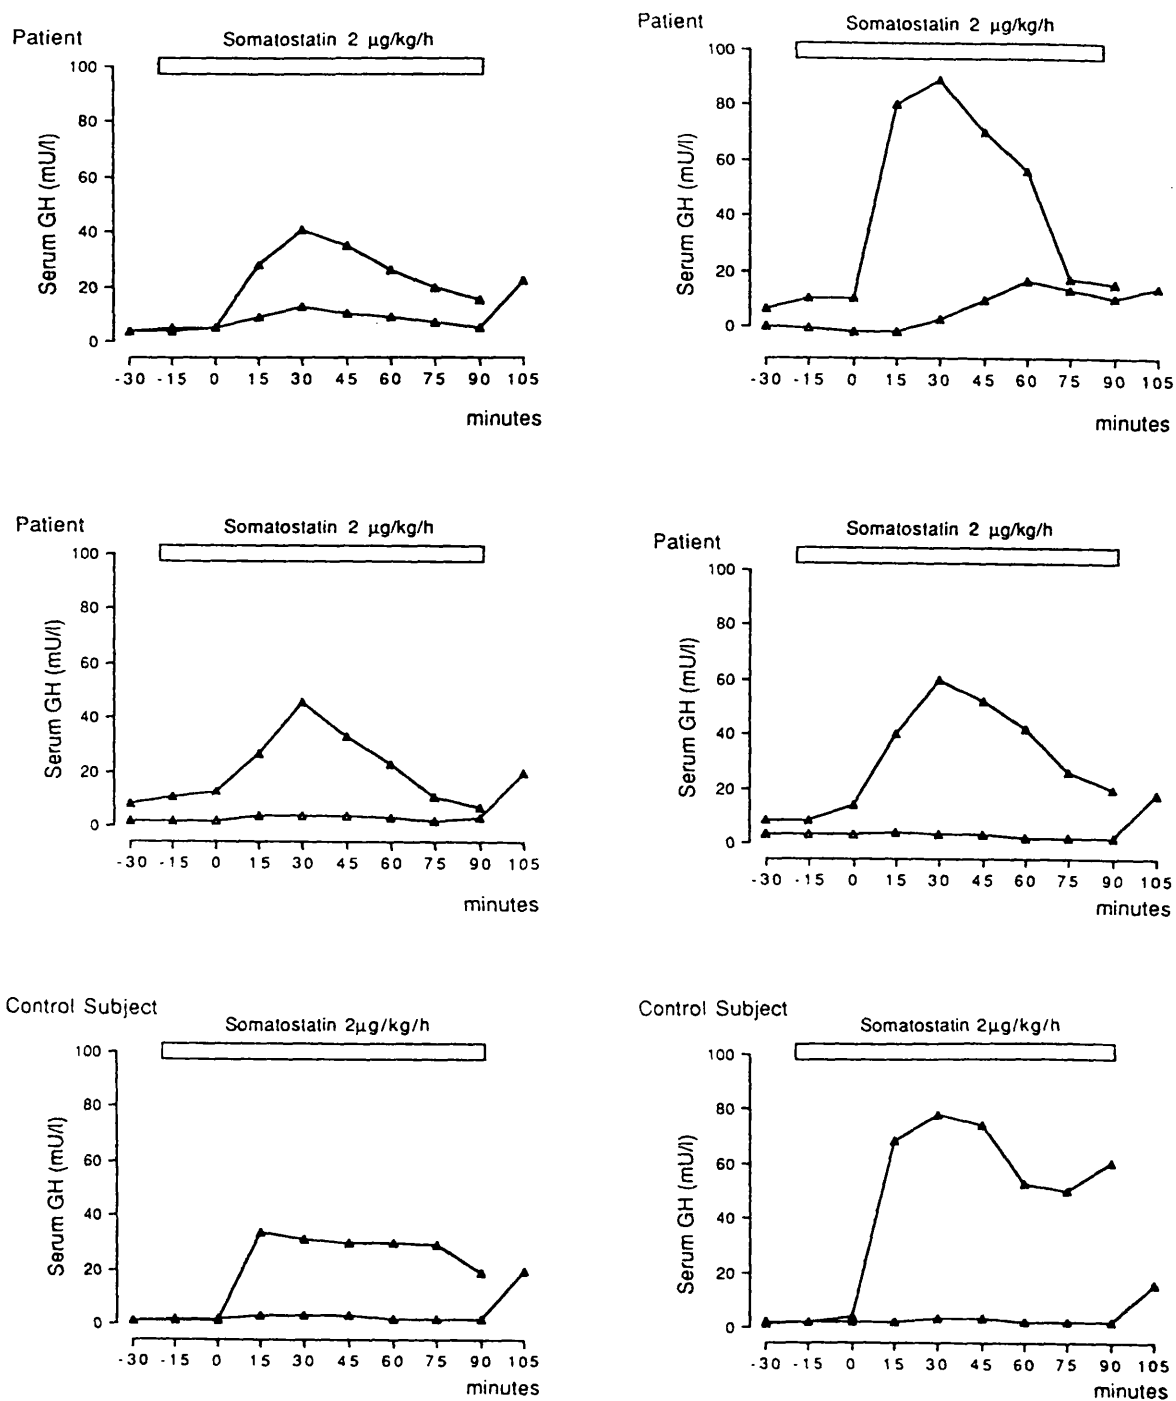 Patient
Somatostatin 2 µg/kg/h
100
80
60
40
20
0
Serum GH (mU/l)
-30 -15 0 15 30 45 60 75 90 105
minutes
Patient
Somatostatin 2 µg/kg/h
100
80
60
40
20
0
Serum GH (mU/l)
-30 -15 0 15 30 45 60 75 90 105
minutes
Patient
Somatostatin 2 µg/kg/h
100
80
60
40
20
0
Serum GH (mU/l)
-30 -15 0 15 30 45 60 75 90 105
minutes
Patient
Somatostatin 2 µg/kg/h
100
80
60
40
20
0
Serum GH (mU/l)
-30 -15 0 15 30 45 60 75 90 105
minutes
Control Subject
Somatostatin 2µg/kg/h
100
80
60
40
20
0
Serum GH (mU/l)
-30 -15 0 15 30 45 60 75 90 105
minutes
Control Subject
Somatostatin 2µg/kg/h
100
80
60
40
20
0
Serum GH (mU/l)
-30 -15 0 15 30 45 60 75 90 105
minutes